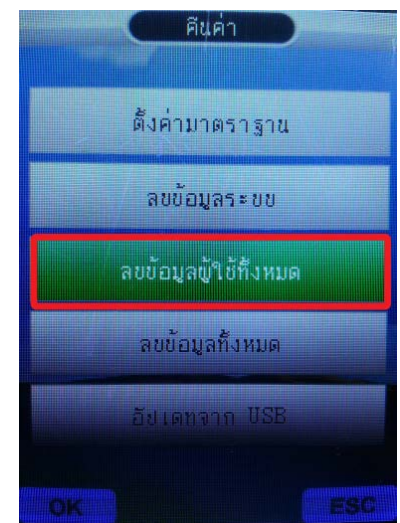 คืนค่า
ตั้งค่ามาตราฐาน
ลบข้อมูลระบบ
ลบข้อมูลผู้ใช้ทั้งหมด
ลบข้อมูลทั้งหมด
อัปเดทจาก USB
OK ESC